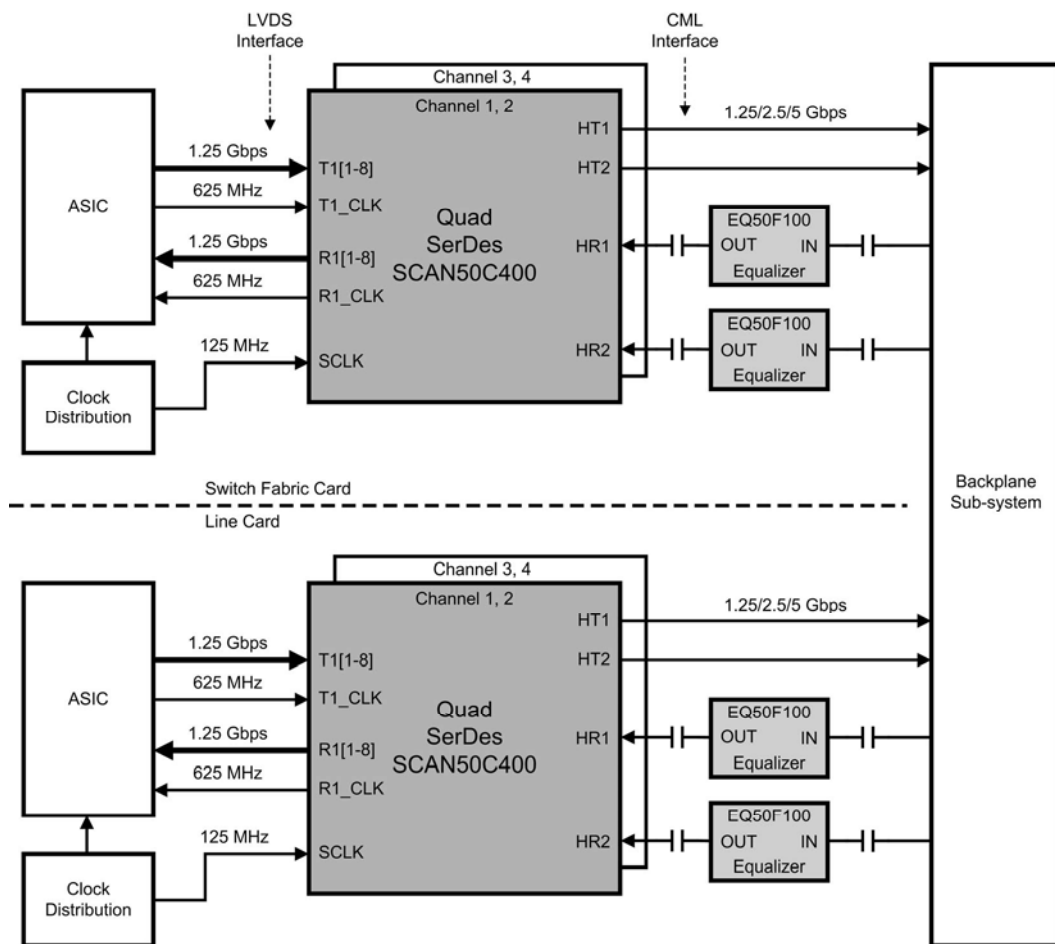 LVDS
Interface
CML
Interface
Channel 3, 4
Channel 1, 2
HT1
1.25/2.5/5 Gbps
1.25 Gbps
T1[1-8]
HT2
ASIC
625 MHz
T1_CLK
Quad
SerDes
SCAN50C400
EQ50F100
OUT IN
Equalizer
1.25 Gbps
R1[1-8]
HR1
625 MHz
R1_CLK
EQ50F100
OUT IN
Equalizer
125 MHz
SCLK
HR2
Clock
Distribution
Switch Fabric Card
Line Card
Backplane
Sub-system
Channel 3, 4
Channel 1, 2
HT1
1.25/2.5/5 Gbps
1.25 Gbps
T1[1-8]
HT2
ASIC
625 MHz
T1_CLK
Quad
SerDes
SCAN50C400
EQ50F100
OUT IN
Equalizer
1.25 Gbps
R1[1-8]
HR1
625 MHz
R1_CLK
EQ50F100
OUT IN
Equalizer
125 MHz
SCLK
HR2
Clock
Distribution